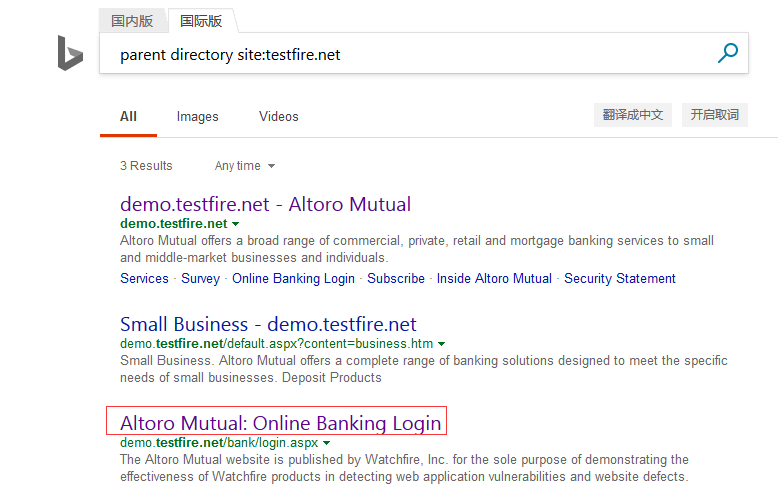 国内版 国际版
parent directory site:testfire.net
All Images Videos 翻译成中文 开启取词
3 Results Any time
demo.testfire.net - Altoro Mutual
demo.testfire.net
Altoro Mutual offers a broad range of commercial, private, retail and mortgage banking services to small
and middle-market businesses and individuals.
Services · Survey · Online Banking Login · Subscribe · Inside Altoro Mutual · Security Statement
Small Business - demo.testfire.net
demo.testfire.net/default.aspx?content=business.htm
Small Business. Altoro Mutual offers a complete range of banking solutions designed to meet the specific
needs of small businesses. Deposit Products
Altoro Mutual: Online Banking Login
demo.testfire.net/bank/login.aspx
The Altoro Mutual website is published by Watchfire, Inc. for the sole purpose of demonstrating the
effectiveness of Watchfire products in detecting web application vulnerabilities and website defects.